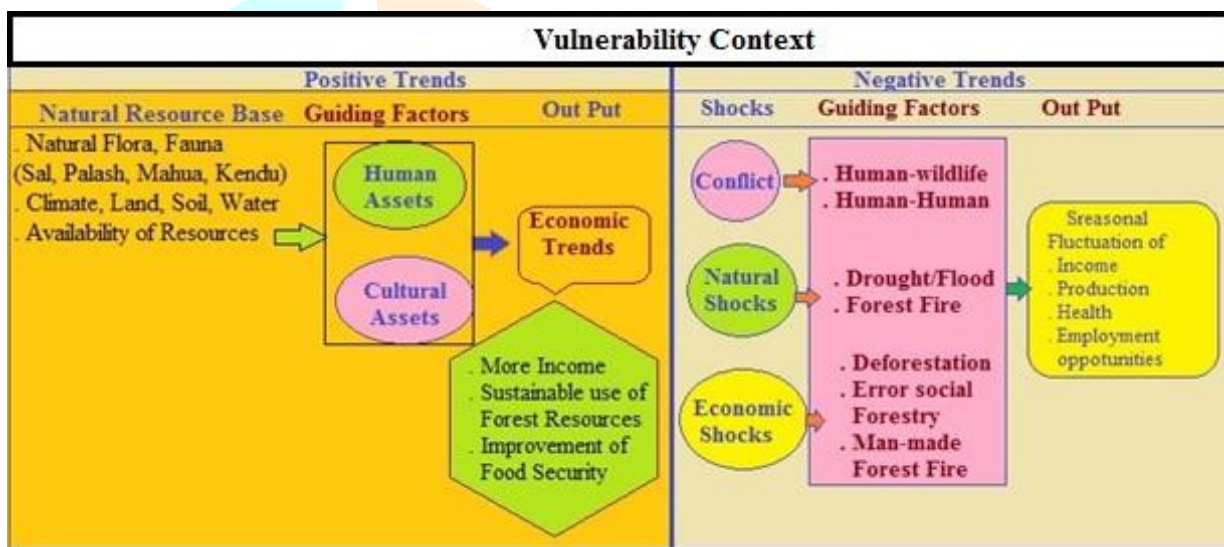 Vulnerability Context
Positive Trends
Natural Resource Base
Guiding Factors
Out Put
. Natural Flora, Fauna
(Sal, Palash, Mahua, Kendu)
. Climate, Land, Soil, Water
. Availability of Resources
Human
Assets
Cultural
Assets
Economic
Trends
. More Income
. Sustainable use of
Forest Resources
. Improvement of
Food Security
Negative Trends
Shocks
Guiding Factors
Out Put
Conflict
. Human-wildlife
. Human-Human
Natural
Shocks
. Drought/Flood
. Forest Fire
Economic
Shocks
. Deforestation
. Error social
Forestry
. Man-made
Forest Fire
Sreasonal
Fluctuation of
. Income
. Production
. Health
. Employment
oppotunities